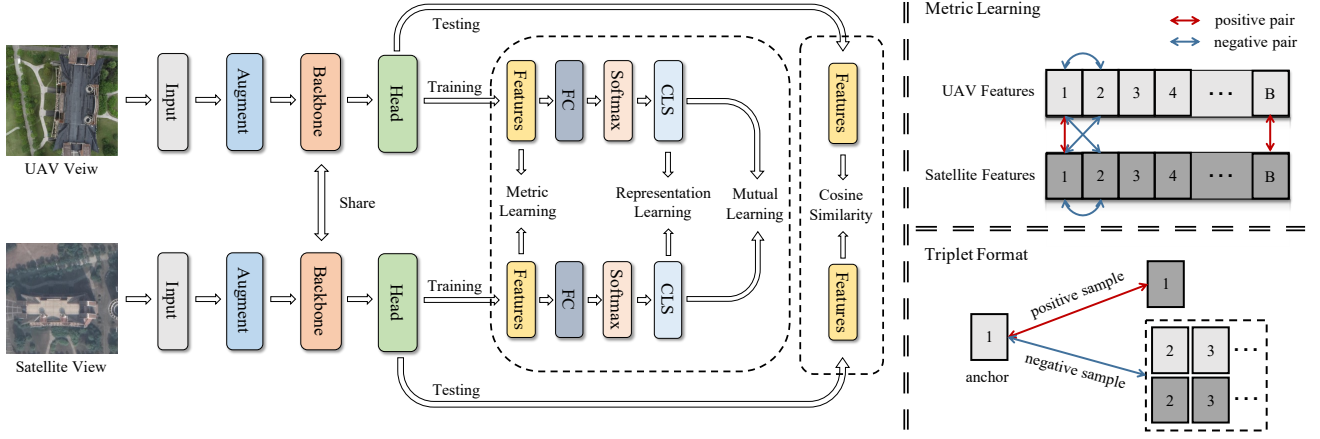 Testing
Input
Augment
Backbone
Head
Training
Features
FC
Softmax
CLS
Features
UAV Veiw
Share
Metric
Learning
Representation
Learning
Mutual
Learning
Cosine
Similarity
Input
Augment
Backbone
Head
Training
Features
FC
Softmax
CLS
Features
Satellite View
Testing
Metric Learning
positive pair
negative pair
UAV Features
1 2 3 4 ··· B
Satellite Features
1 2 3 4 ··· B
Triplet Format
positive sample
1
1
anchor
negative sample
2 3 ···
2 3 ···